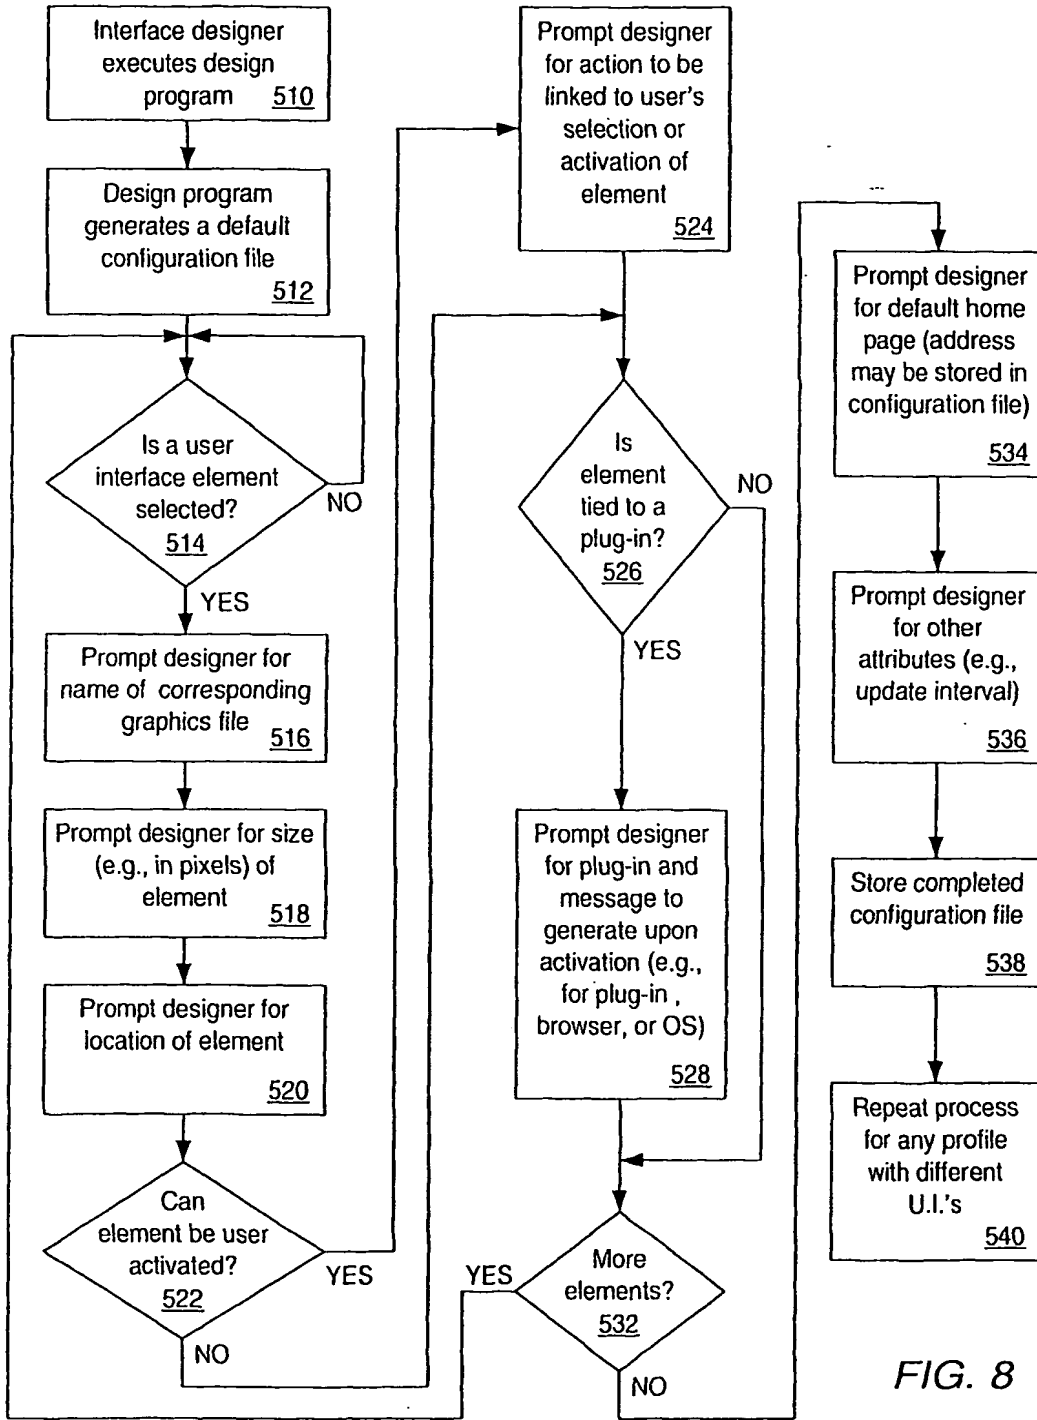 Interface designer
executes design
program 510
Design program
generates a default
configuration file
512
Is a user
interface element
selected?
514
NO
YES
Prompt designer for
name of corresponding
graphics file
516
Prompt designer for size
(e.g., in pixels) of
element
518
Prompt designer for
location of element
520
Can
element be user
activated?
522
YES
NO
Prompt designer
for action to be
linked to user's
selection or
activation of
element
524
Is
element
tied to a
plug-in?
526
NO
YES
Prompt designer
for plug-in and
message to
generate upon
activation (e.g.,
for plug-in ,
browser, or OS)
528
More
elements?
532
YES
NO
Prompt designer
for default home
page (address
may be stored in
configuration file)
534
Prompt designer
for other
attributes (e.g.,
update interval)
536
Store completed
configuration file
538
Repeat process
for any profile
with different
U.I.'s
540
FIG. 8